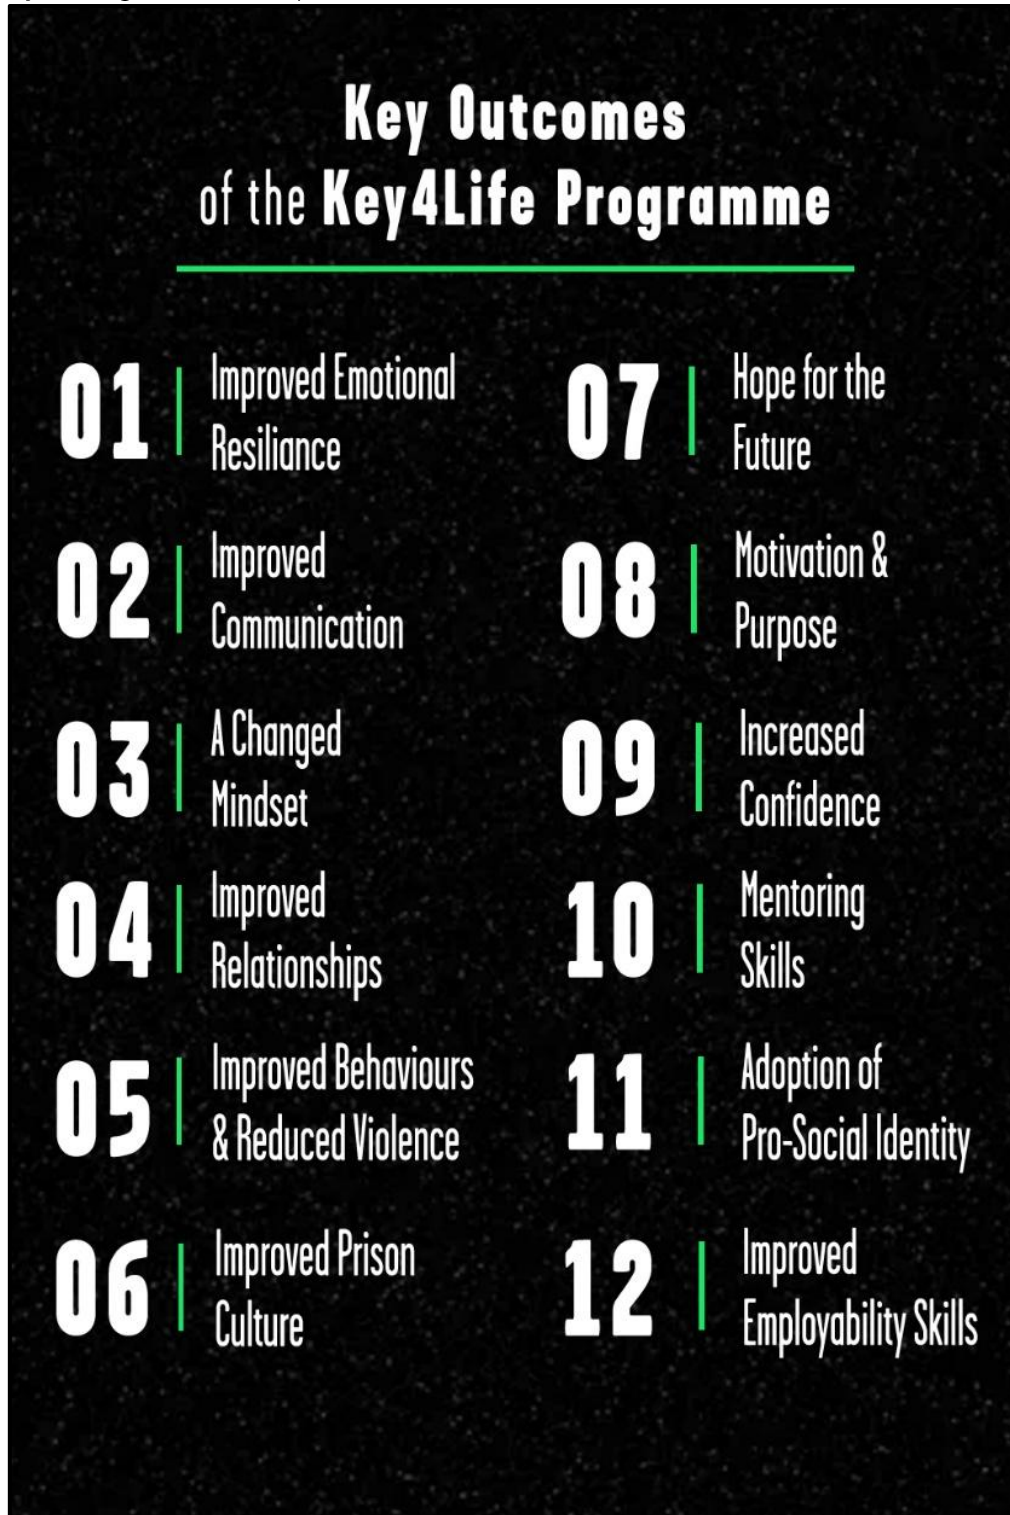 Key Outcomes
of the Key4Life Programme
01
Improved Emotional
Resiliance
02
Improved
Communication
03
A Changed
Mindset
04
Improved
Relationships
05
Improved Behaviours
& Reduced Violence
06
Improved Prison
Culture
07
Hope for the
Future
08
Motivation &
Purpose
09
Increased
Confidence
10
Mentoring
Skills
11
Adoption of
Pro-Social Identity
12
Improved
Employability Skills